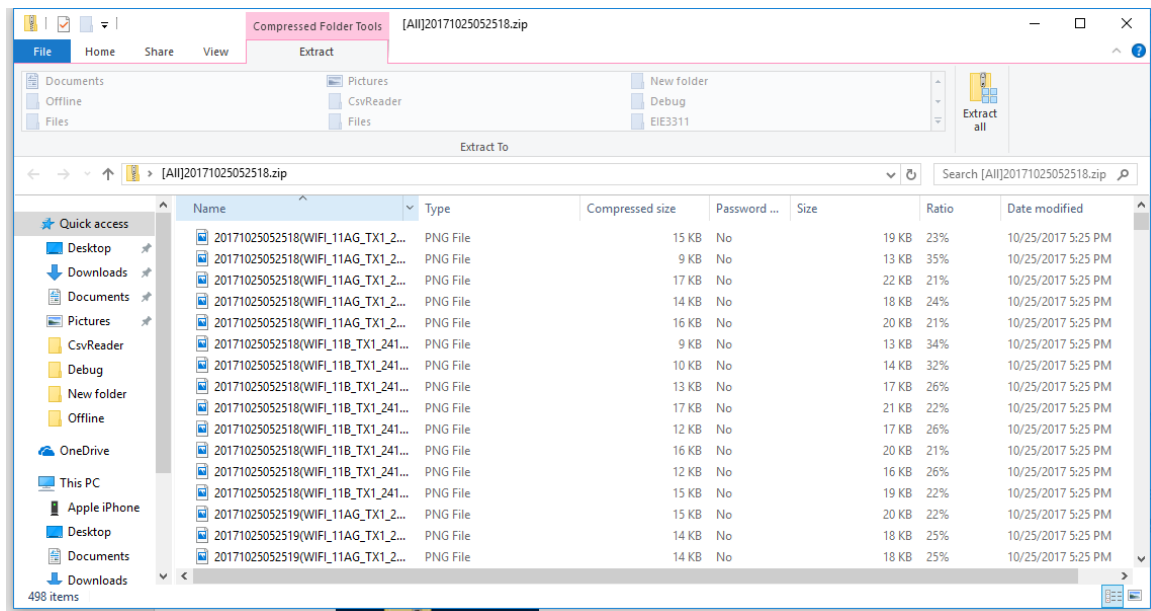 Compressed Folder Tools [All]20171025052518.zip
File Home Share View Extract
Documents Pictures New folder
Offline CsvReader Debug
Files Files EIE3311
Extract all
Extract To
[All]20171025052518.zip Search [All]20171025052518.zip
Name Type Compressed size Password ... Size Ratio Date modified
Quick access
Desktop
Downloads
Documents
Pictures
CsvReader
Debug
New folder
Offline
OneDrive
This PC
Apple iPhone
Desktop
Documents
Downloads
20171025052518(WIFI_11AG_TX1_2... PNG File 15 KB No 19 KB 23% 10/25/2017 5:25 PM
20171025052518(WIFI_11AG_TX1_2... PNG File 9 KB No 13 KB 35% 10/25/2017 5:25 PM
20171025052518(WIFI_11AG_TX1_2... PNG File 17 KB No 22 KB 21% 10/25/2017 5:25 PM
20171025052518(WIFI_11AG_TX1_2... PNG File 14 KB No 18 KB 24% 10/25/2017 5:25 PM
20171025052518(WIFI_11AG_TX1_2... PNG File 16 KB No 20 KB 21% 10/25/2017 5:25 PM
20171025052518(WIFI_11B_TX1_241... PNG File 9 KB No 13 KB 34% 10/25/2017 5:25 PM
20171025052518(WIFI_11B_TX1_241... PNG File 10 KB No 14 KB 32% 10/25/2017 5:25 PM
20171025052518(WIFI_11B_TX1_241... PNG File 13 KB No 17 KB 26% 10/25/2017 5:25 PM
20171025052518(WIFI_11B_TX1_241... PNG File 17 KB No 21 KB 22% 10/25/2017 5:25 PM
20171025052518(WIFI_11B_TX1_241... PNG File 12 KB No 17 KB 26% 10/25/2017 5:25 PM
20171025052518(WIFI_11B_TX1_241... PNG File 16 KB No 20 KB 21% 10/25/2017 5:25 PM
20171025052518(WIFI_11B_TX1_241... PNG File 12 KB No 16 KB 26% 10/25/2017 5:25 PM
20171025052518(WIFI_11B_TX1_241... PNG File 15 KB No 19 KB 22% 10/25/2017 5:25 PM
20171025052519(WIFI_11AG_TX1_2... PNG File 15 KB No 20 KB 22% 10/25/2017 5:25 PM
20171025052519(WIFI_11AG_TX1_2... PNG File 14 KB No 18 KB 25% 10/25/2017 5:25 PM
20171025052519(WIFI_11AG_TX1_2... PNG File 14 KB No 18 KB 25% 10/25/2017 5:25 PM
498 items